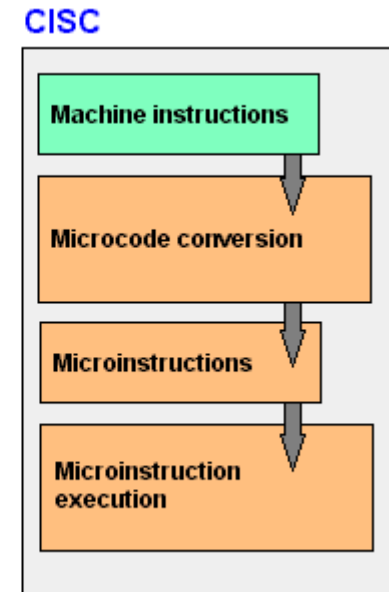 CISC
Machine instructions
Microcode conversion
Microinstructions
Microinstruction
execution